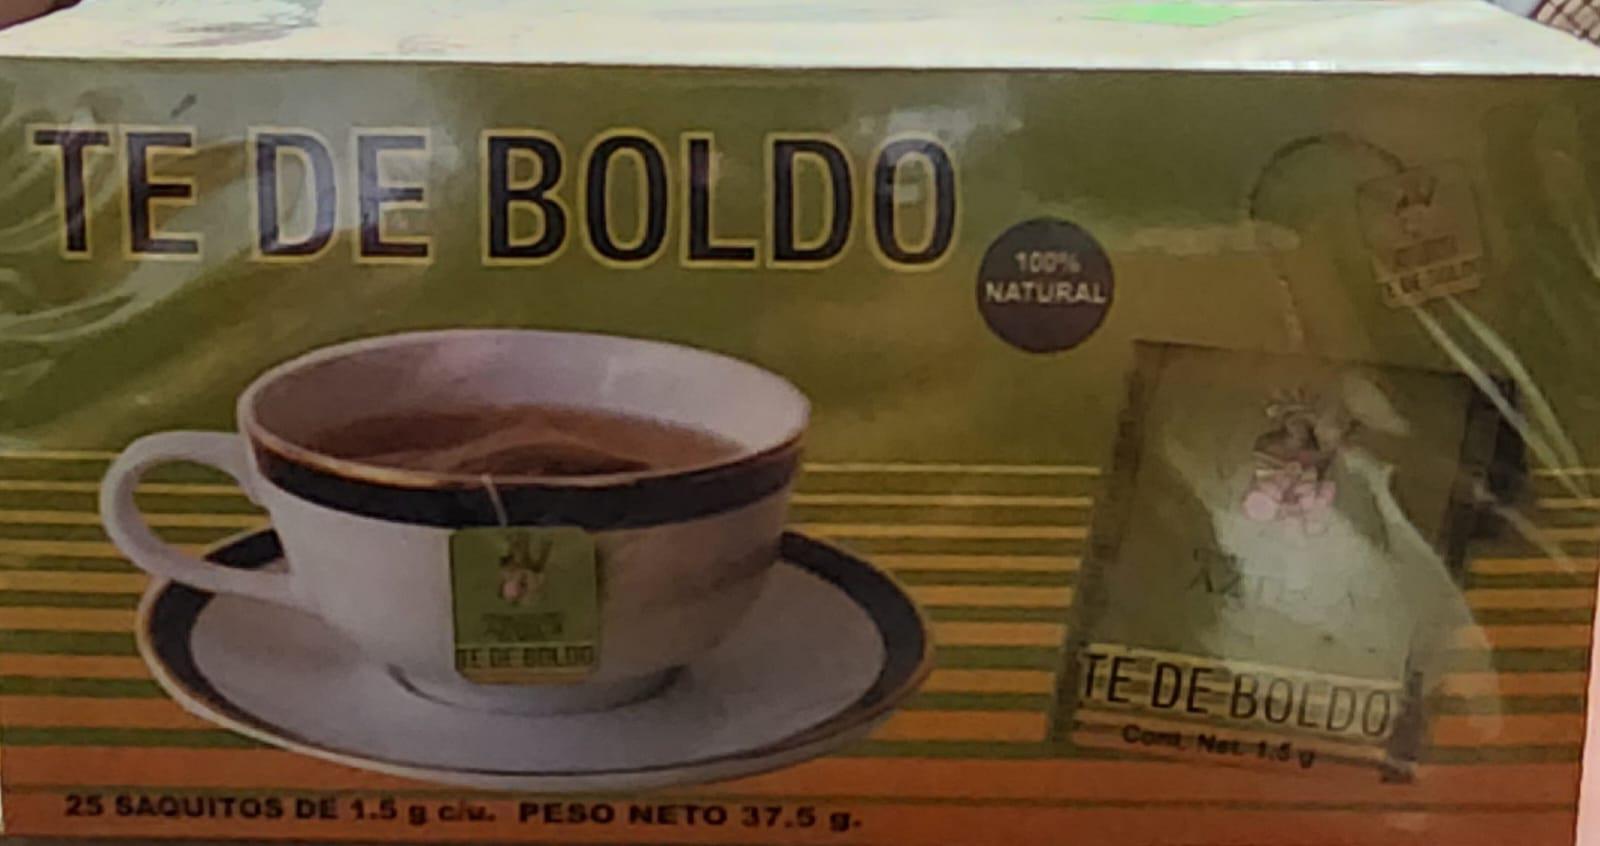 TÉ DE BOLDO
100%
NATURAL
TE DE BOLDO
TÉ DE BOLDO
Cont. Net. 1.5 g
25 SAQUITOS DE 1.5 g c/u. PESO NETO 37.5 g.